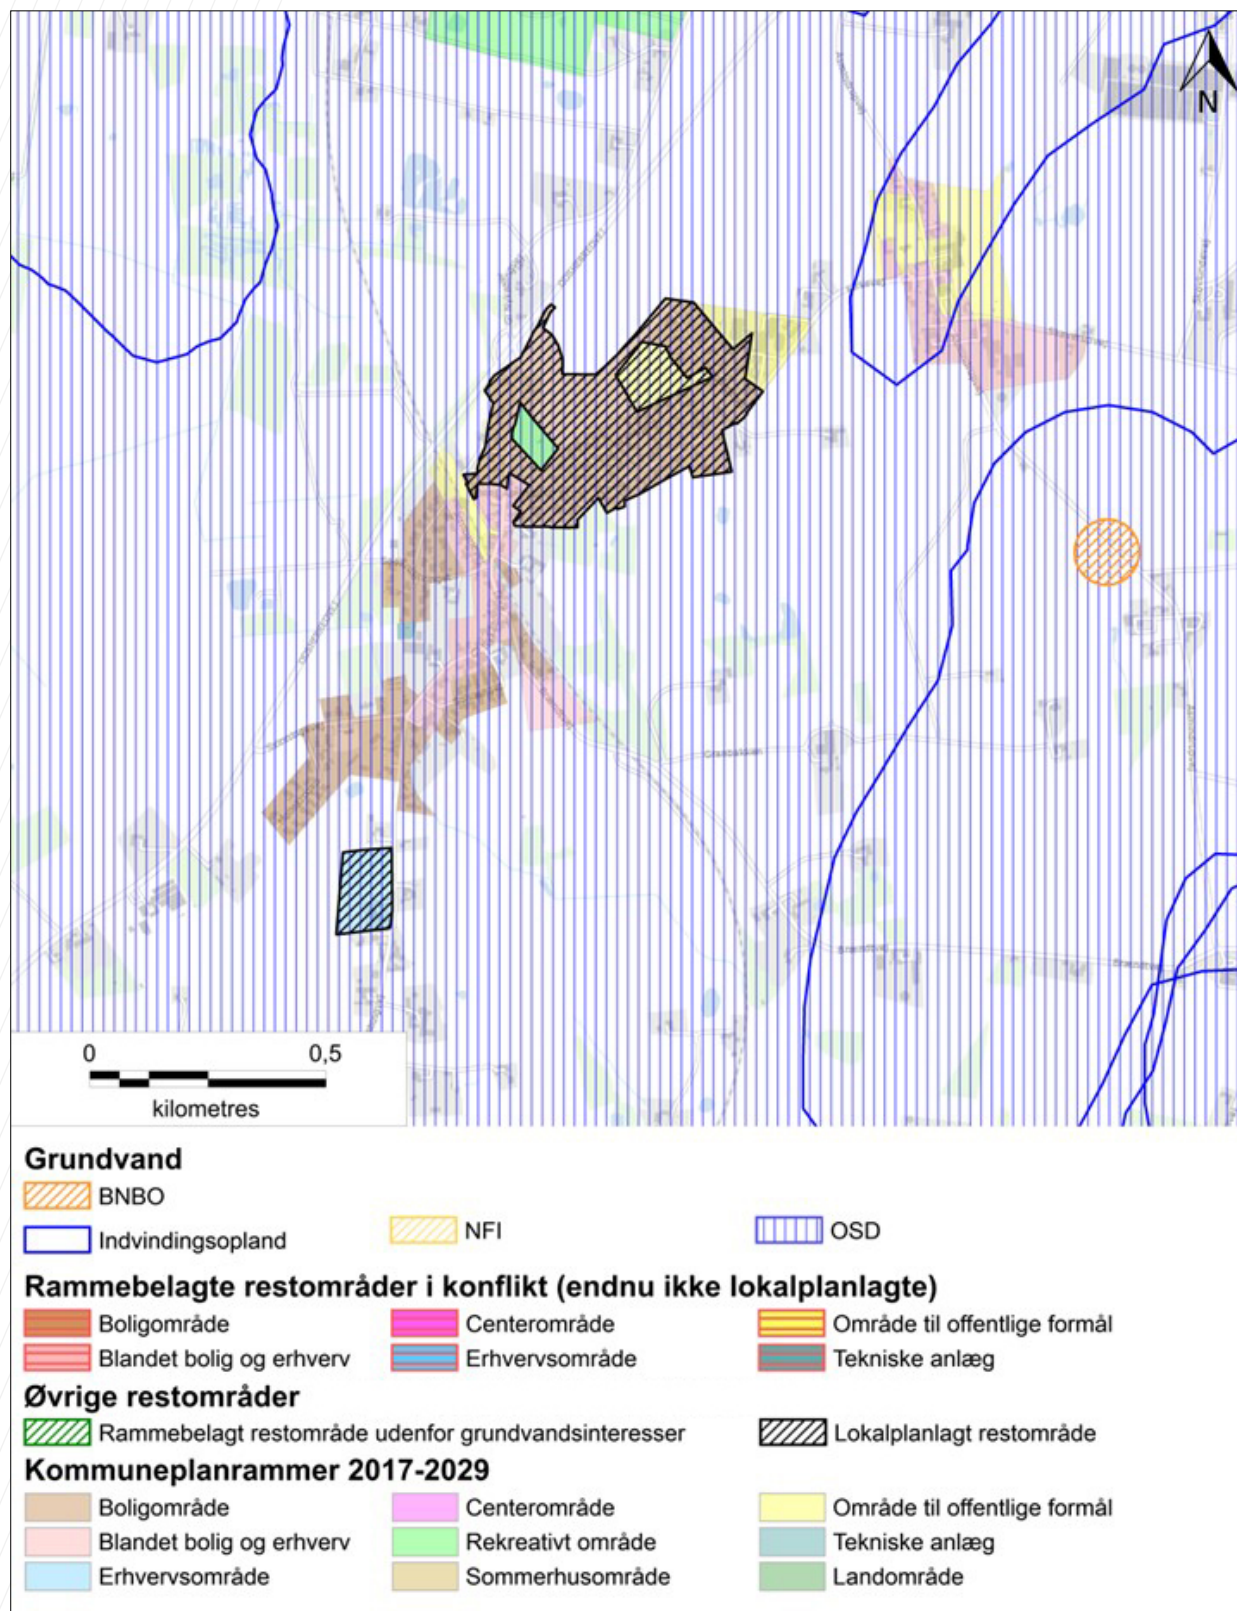 N
0 0,5
kilometres
Grundvand
BNBO
Indvindingsopland NFI OSD
Rammebelagte restområder i konflikt (endnu ikke lokalplanlagte)
Boligområde Centerområde Område til offentlige formål
Blandet bolig og erhverv Erhvervsområde Tekniske anlæg
Øvrige restområder
Rammebelagt restområde udenfor grundvandsinteresser Lokalplanlagt restområde
Kommuneplanrammer 2017-2029
Boligområde Centerområde Område til offentlige formål
Blandet bolig og erhverv Rekreativt område Tekniske anlæg
Erhvervsområde Sommerhusområde Landområde